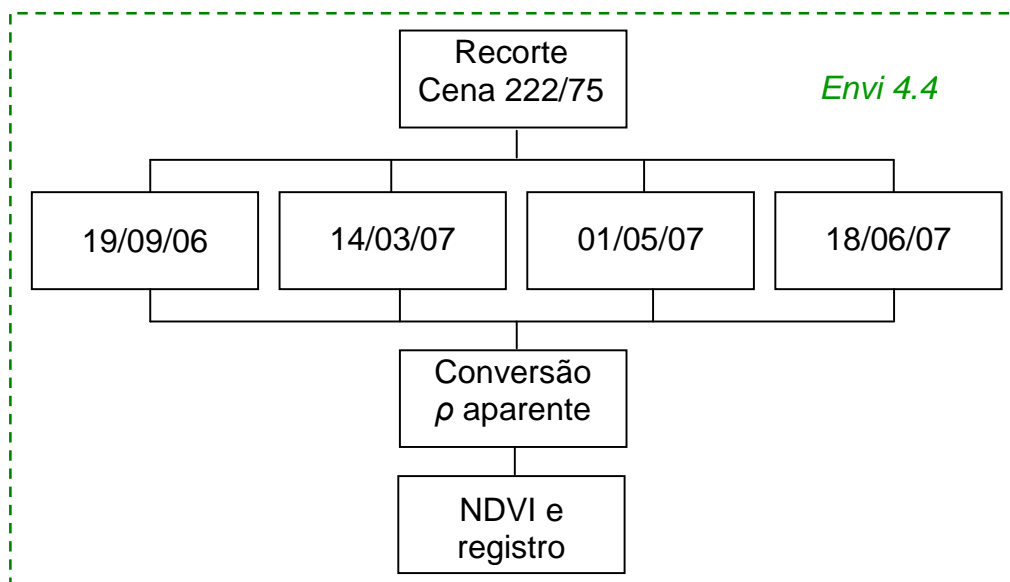 Recorte
Cena 222/75
Envi 4.4
19/09/06
14/03/07
01/05/07
18/06/07
Conversão
ρ aparente
NDVI e
registro